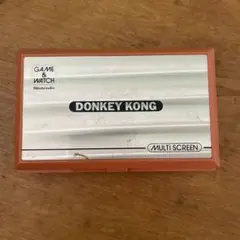 GAME
&
WATCH
Nintendo
DONKEY KONG
MULTI SCREEN